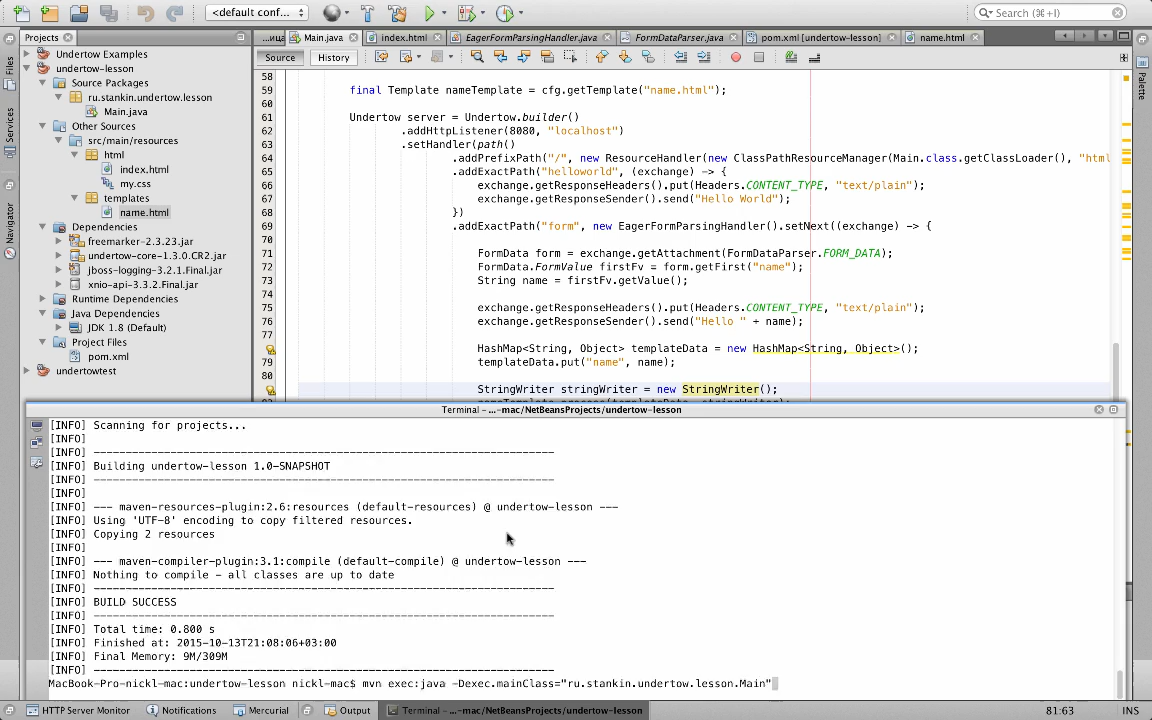 <default conf...
Search (⌘+I)
Projects
...ица
Main.java
index.html
EagerFormParsingHandler.java
FormDataParser.java
pom.xml [undertow-lesson]
name.html
Source
History
Files
Services
Navigator
Palette
Undertow Examples
undertow-lesson
Source Packages
ru.stankin.undertow.lesson
Main.java
Other Sources
src/main/resources
html
index.html
my.css
templates
name.html
Dependencies
freemarker-2.3.23.jar
undertow-core-1.3.0.CR2.jar
jboss-logging-3.2.1.Final.jar
xnio-api-3.3.2.Final.jar
Runtime Dependencies
Java Dependencies
JDK 1.8 (Default)
Project Files
pom.xml
undertowtest
58
59 final Template nameTemplate = cfg.getTemplate("name.html");
60
61 Undertow server = Undertow.builder()
62 .addHttpListener(8080, "localhost")
63 .setHandler(path()
64 .addPrefixPath("/", new ResourceHandler(new ClassPathResourceManager(Main.class.getClassLoader(), "html
65 .addExactPath("helloworld", (exchange) -> {
66 exchange.getResponseHeaders().put(Headers.CONTENT_TYPE, "text/plain");
67 exchange.getResponseSender().send("Hello World");
68 })
69 .addExactPath("form", new EagerFormParsingHandler().setNext((exchange) -> {
70
71 FormData form = exchange.getAttachment(FormDataParser.FORM_DATA);
72 FormData.FormValue firstFv = form.getFirst("name");
73 String name = firstFv.getValue();
74
75 exchange.getResponseHeaders().put(Headers.CONTENT_TYPE, "text/plain");
76 exchange.getResponseSender().send("Hello " + name);
77
HashMap<String, Object> templateData = new HashMap<String, Object>();
79 templateData.put("name", name);
80
StringWriter stringWriter = new StringWriter();
Terminal - ...-mac/NetBeansProjects/undertow-lesson
[INFO] Scanning for projects...
[INFO]
[INFO] ------------------------------------------------------------------------
[INFO] Building undertow-lesson 1.0-SNAPSHOT
[INFO] ------------------------------------------------------------------------
[INFO]
[INFO] --- maven-resources-plugin:2.6:resources (default-resources) @ undertow-lesson ---
[INFO] Using 'UTF-8' encoding to copy filtered resources.
[INFO] Copying 2 resources
[INFO]
[INFO] --- maven-compiler-plugin:3.1:compile (default-compile) @ undertow-lesson ---
[INFO] Nothing to compile - all classes are up to date
[INFO] ------------------------------------------------------------------------
[INFO] BUILD SUCCESS
[INFO] ------------------------------------------------------------------------
[INFO] Total time: 0.800 s
[INFO] Finished at: 2015-10-13T21:08:06+03:00
[INFO] Final Memory: 9M/309M
[INFO] ------------------------------------------------------------------------
MacBook-Pro-nickl-mac:undertow-lesson nickl-mac$ mvn exec:java -Dexec.mainClass="ru.stankin.undertow.lesson.Main"
HTTP Server Monitor
Notifications
Mercurial
Output
Terminal - ...-mac/NetBeansProjects/undertow-lesson
81:63
INS